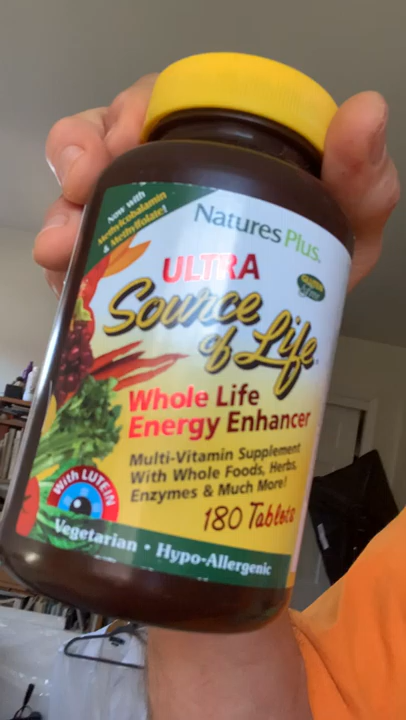 Now with
Methylcobalamin
& Methylfolate!
NaturesPlus.
ULTRA
Source
of Life
Whole Life
Energy Enhancer
Multi-Vitamin Supplement
With Whole Foods, Herbs,
Enzymes & Much More!
180 Tablets
With LUTEIN
Vegetarian • Hypo-Allergenic